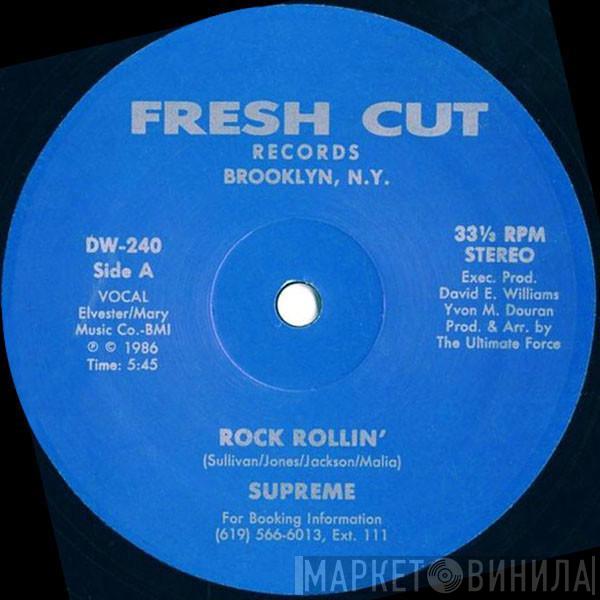 FRESH CUT
RECORDS
BROOKLYN, N.Y.
DW-240
Side A
VOCAL
Elvester/Mary
Music Co.-BMI
℗ © 1986
Time: 5:45
33⅓ RPM
STEREO
Exec. Prod.
David E. Williams
Yvon M. Douran
Prod. & Arr. by
The Ultimate Force
ROCK ROLLIN'
(Sullivan/Jones/Jackson/Malia)
SUPREME
For Booking Information
(619) 566-6013, Ext. 111
МАРКЕТ ВИНИЛА